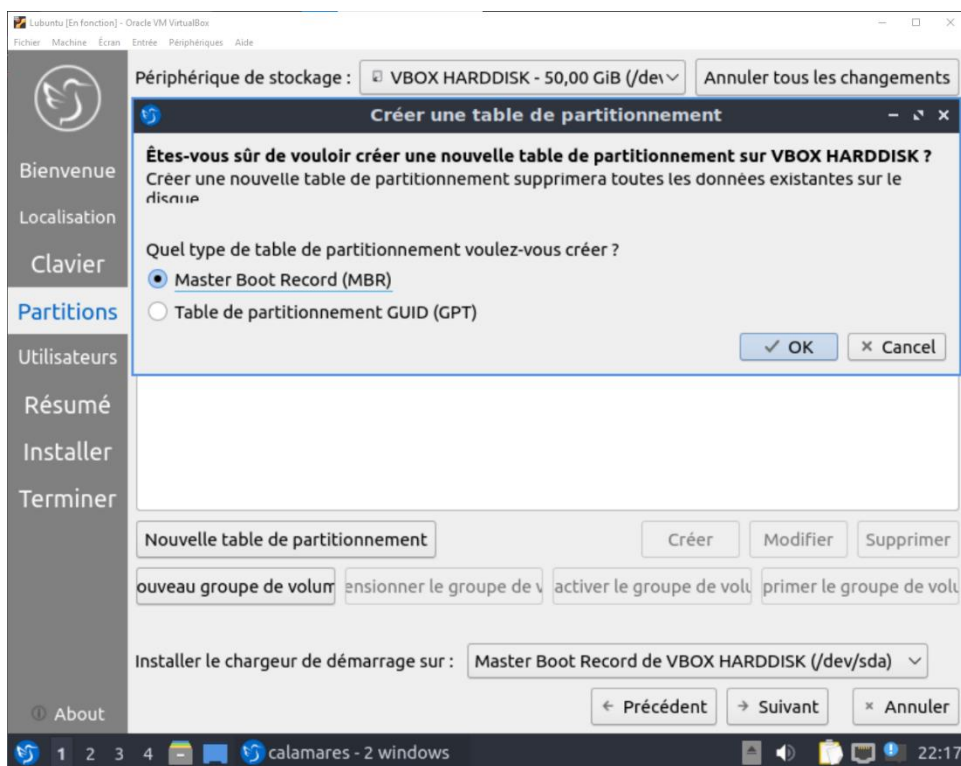 Lubuntu [En fonction] - Oracle VM VirtualBox
Fichier Machine Écran Entrée Périphériques Aide
Périphérique de stockage : VBOX HARDDISK - 50,00 GiB (/dev Annuler tous les changements
Créer une table de partitionnement
Êtes-vous sûr de vouloir créer une nouvelle table de partitionnement sur VBOX HARDDISK ?
Créer une nouvelle table de partitionnement supprimera toutes les données existantes sur le
disque
Quel type de table de partitionnement voulez-vous créer ?
Master Boot Record (MBR)
Table de partitionnement GUID (GPT)
OK Cancel
Bienvenue
Localisation
Clavier
Partitions
Utilisateurs
Résumé
Installer
Terminer
Nouvelle table de partitionnement Créer Modifier Supprimer
ouveau groupe de volum ensionner le groupe de v activer le groupe de volu primer le groupe de volu
Installer le chargeur de démarrage sur : Master Boot Record de VBOX HARDDISK (/dev/sda)
Précédent Suivant Annuler
About
1 2 3 4 calamares - 2 windows 22:17